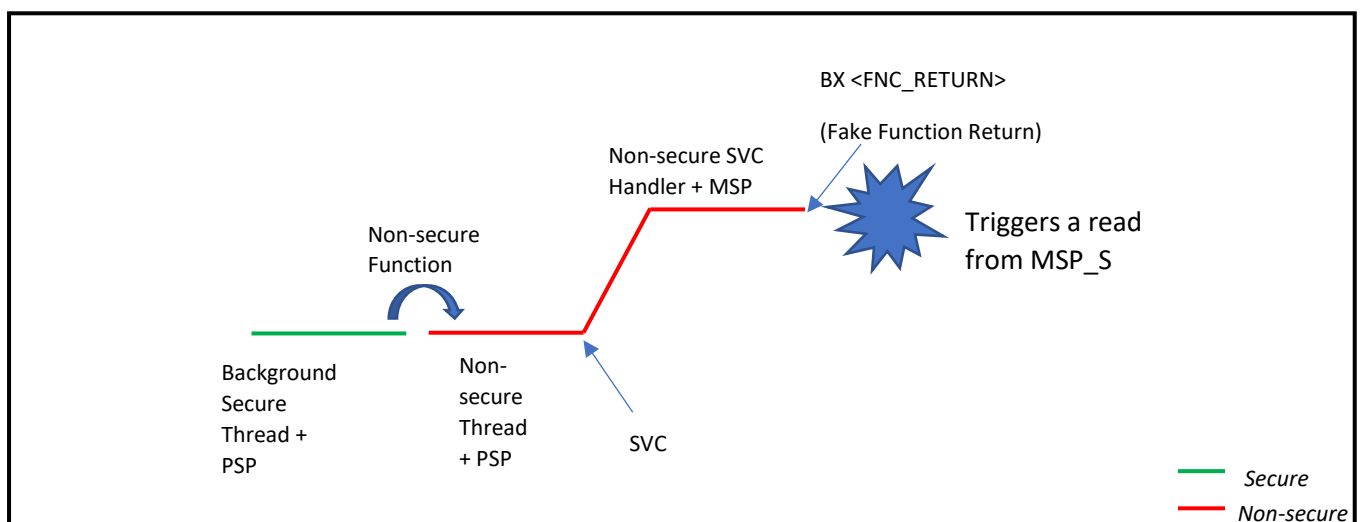 BX <FNC_RETURN>
(Fake Function Return)
Non-secure SVC
Handler + MSP
Triggers a read
from MSP_S
Non-secure
Function
Background
Secure
Thread +
PSP
Non-
secure
Thread
+ PSP
SVC
Secure
Non-secure